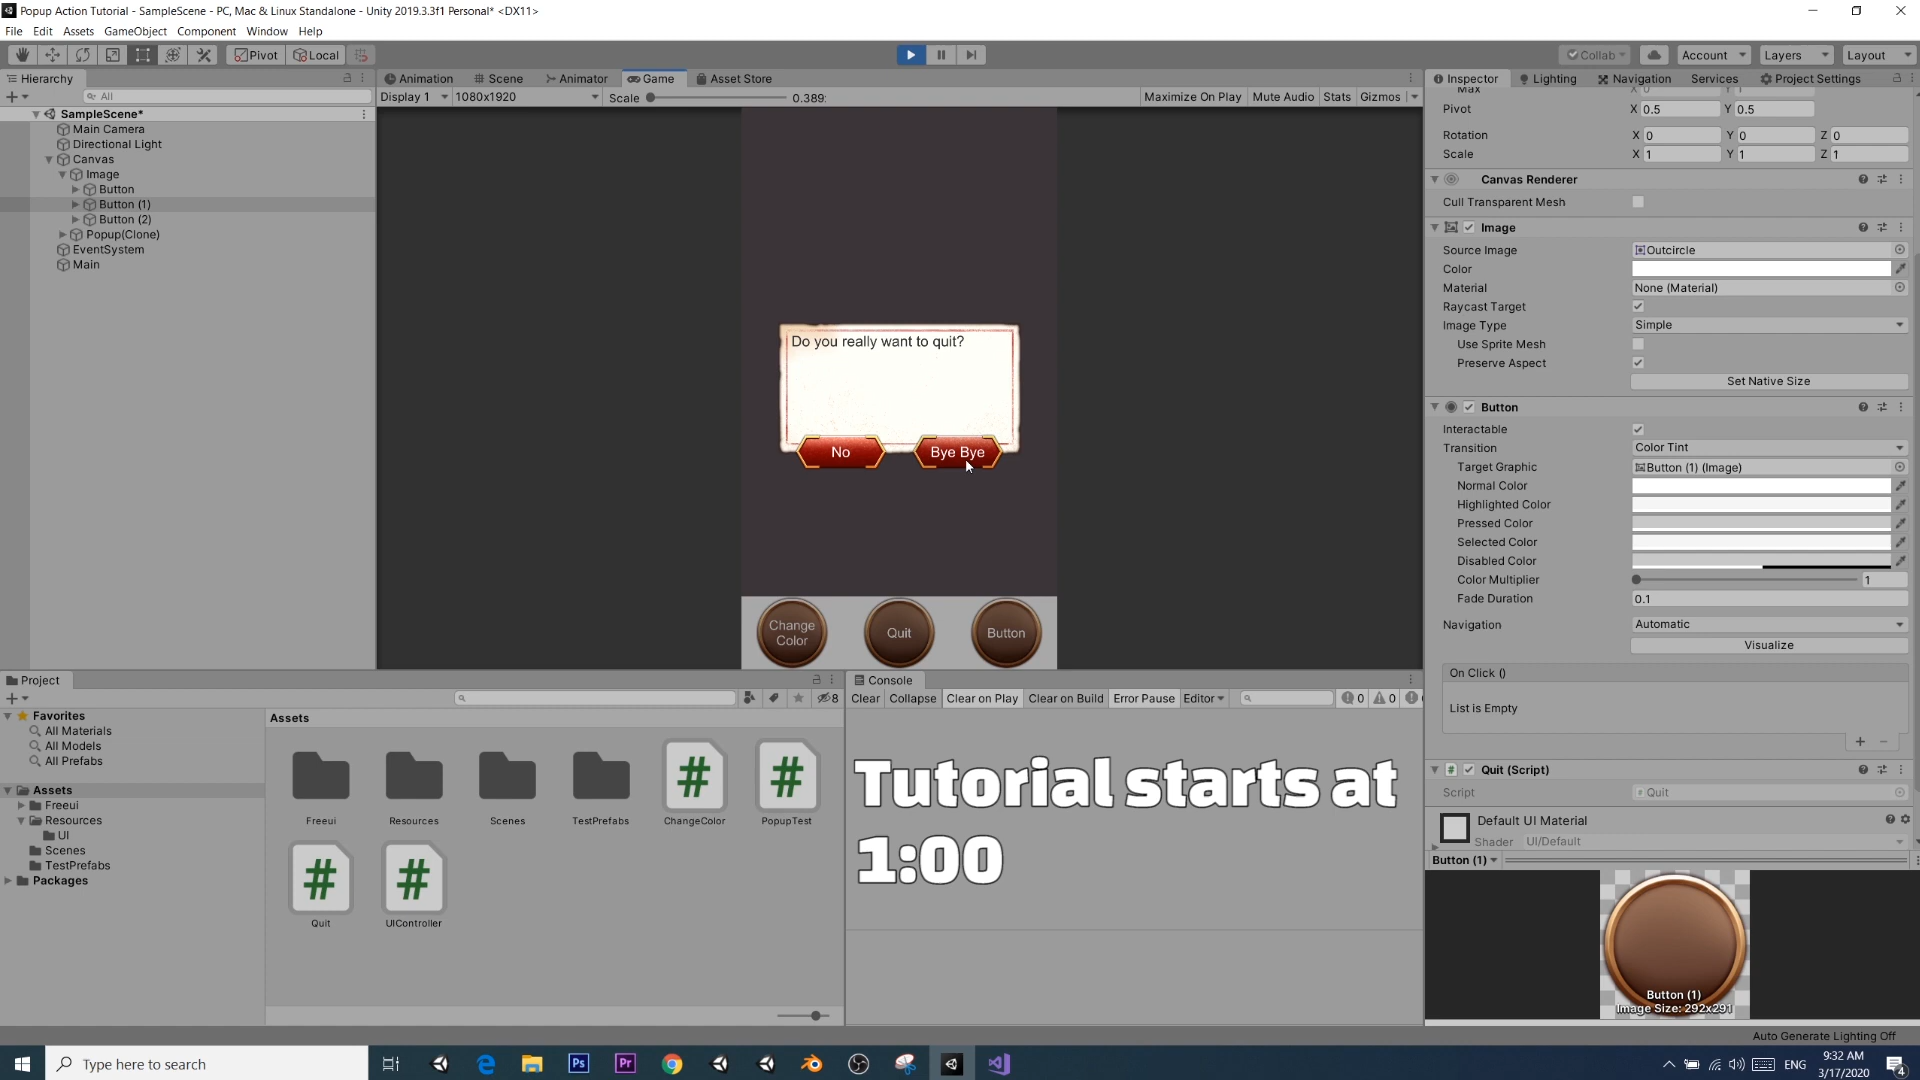 Popup Action Tutorial - SampleScene - PC, Mac & Linux Standalone - Unity 2019.3.3f1 Personal* <DX11>
File Edit Assets GameObject Component Window Help
Pivot Local Collab Account Layers Layout
Hierarchy
All
SampleScene*
Main Camera
Directional Light
Canvas
Image
Button
Button (1)
Button (2)
Popup(Clone)
EventSystem
Main
Animation Scene Animator Game Asset Store
Display 1 1080x1920 Scale 0.389: Maximize On Play Mute Audio Stats Gizmos
Do you really want to quit?
No Bye Bye
Change
Color
Quit
Button
Inspector Lighting Navigation Services Project Settings
Max X 0 Y 1
Pivot X 0.5 Y 0.5
Rotation X 0 Y 0 Z 0
Scale X 1 Y 1 Z 1
Canvas Renderer
Cull Transparent Mesh
Image
Source Image Outcircle
Color
Material None (Material)
Raycast Target
Image Type Simple
Use Sprite Mesh
Preserve Aspect
Set Native Size
Button
Interactable
Transition Color Tint
Target Graphic Button (1) (Image)
Normal Color
Highlighted Color
Pressed Color
Selected Color
Disabled Color
Color Multiplier 1
Fade Duration 0.1
Navigation Automatic
Visualize
On Click ()
List is Empty
Quit (Script)
Script # Quit
Default UI Material
Shader UI/Default
Button (1)
Button (1)
Image Size: 292x291
Project
8
Favorites
All Materials
All Models
All Prefabs
Assets
Freeui
Resources
UI
Scenes
TestPrefabs
Packages
Assets
Freeui Resources Scenes TestPrefabs ChangeColor PopupTest
Quit UIController
Console
Clear Collapse Clear on Play Clear on Build Error Pause Editor 0 0
Tutorial starts at
1:00
Auto Generate Lighting Off
Type here to search
ENG
9:32 AM
3/17/2020
4